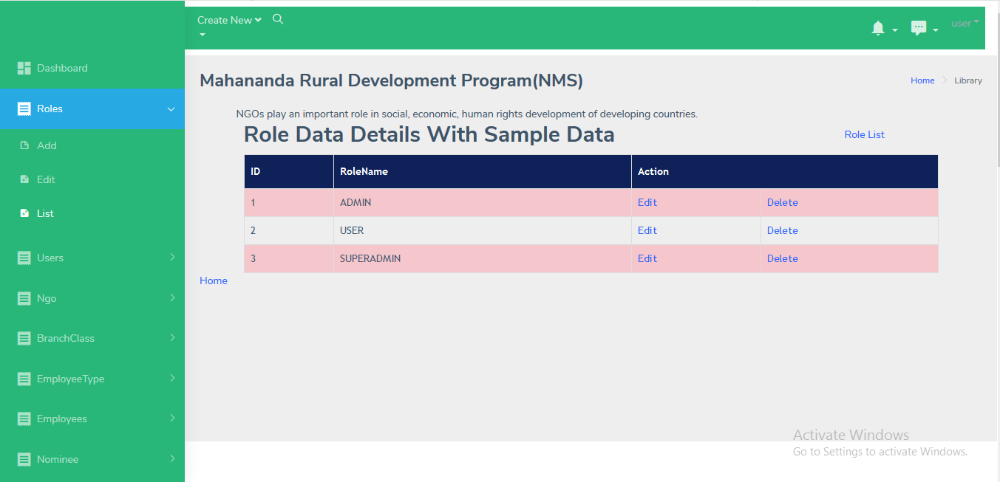 Create New
user
Dashboard
Roles
Add
Edit
List
Users
Ngo
BranchClass
EmployeeType
Employees
Nominee
Mahananda Rural Development Program(NMS)
Home
Library
NGOs play an important role in social, economic, human rights development of developing countries.
Role Data Details With Sample Data
Role List
ID RoleName Action
1 ADMIN Edit Delete
2 USER Edit Delete
3 SUPERADMIN Edit Delete
Home
Activate Windows
Go to Settings to activate Windows.